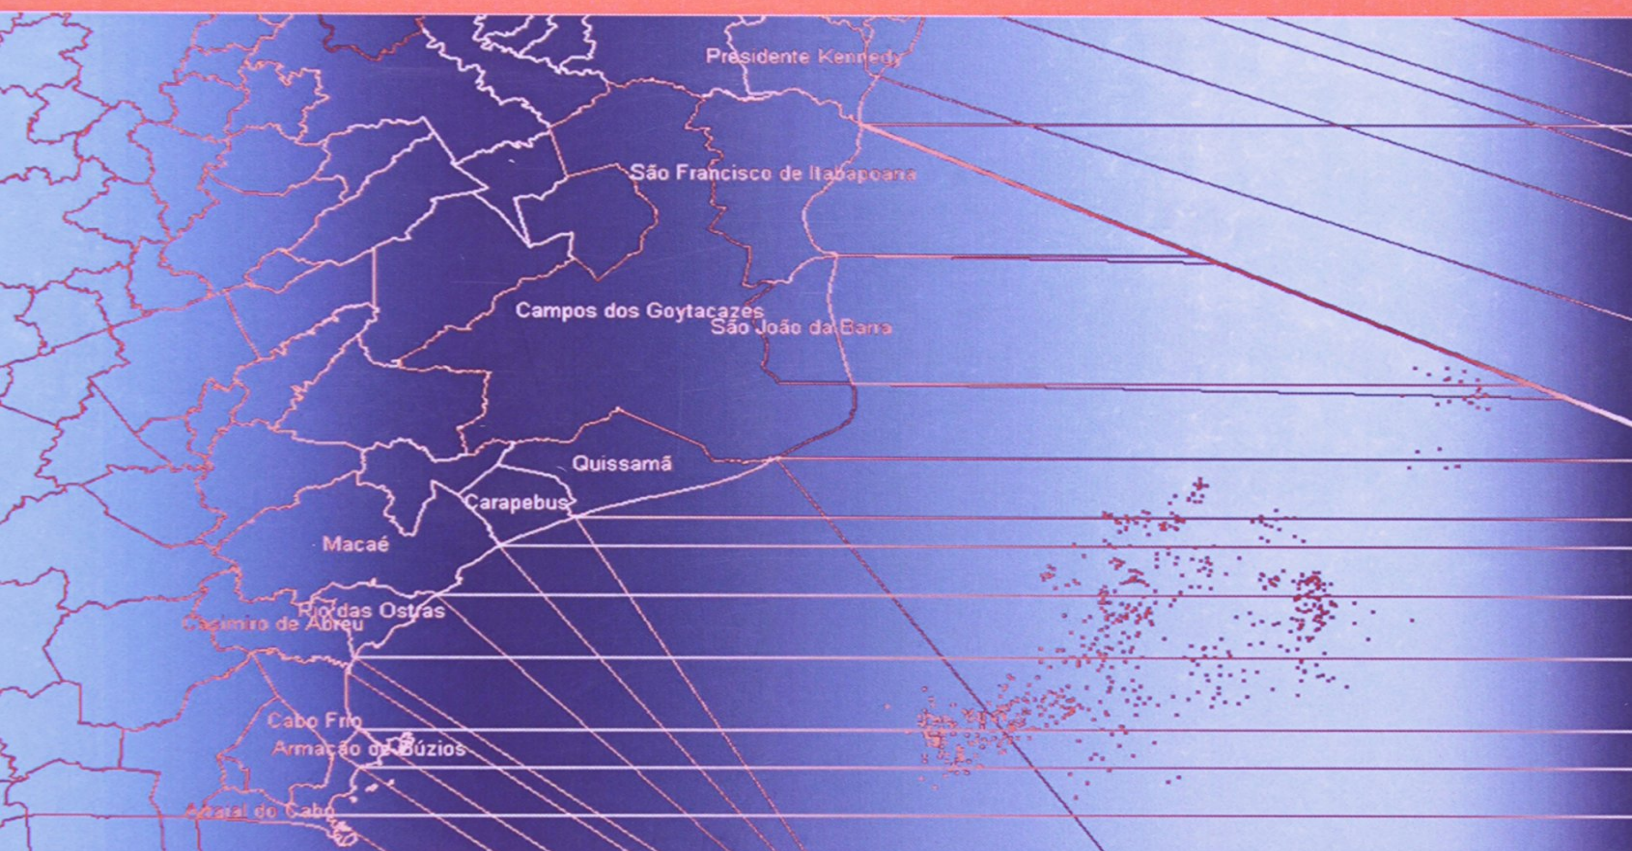 Presidente Kennedy
São Francisco de Itabapoana
Campos dos Goytacazes
São João da Barra
Quissamã
Carapebus
Macaé
Rio das Ostras
Casimiro de Abreu
Cabo Frio
Armação de Búzios
Arraial do Cabo